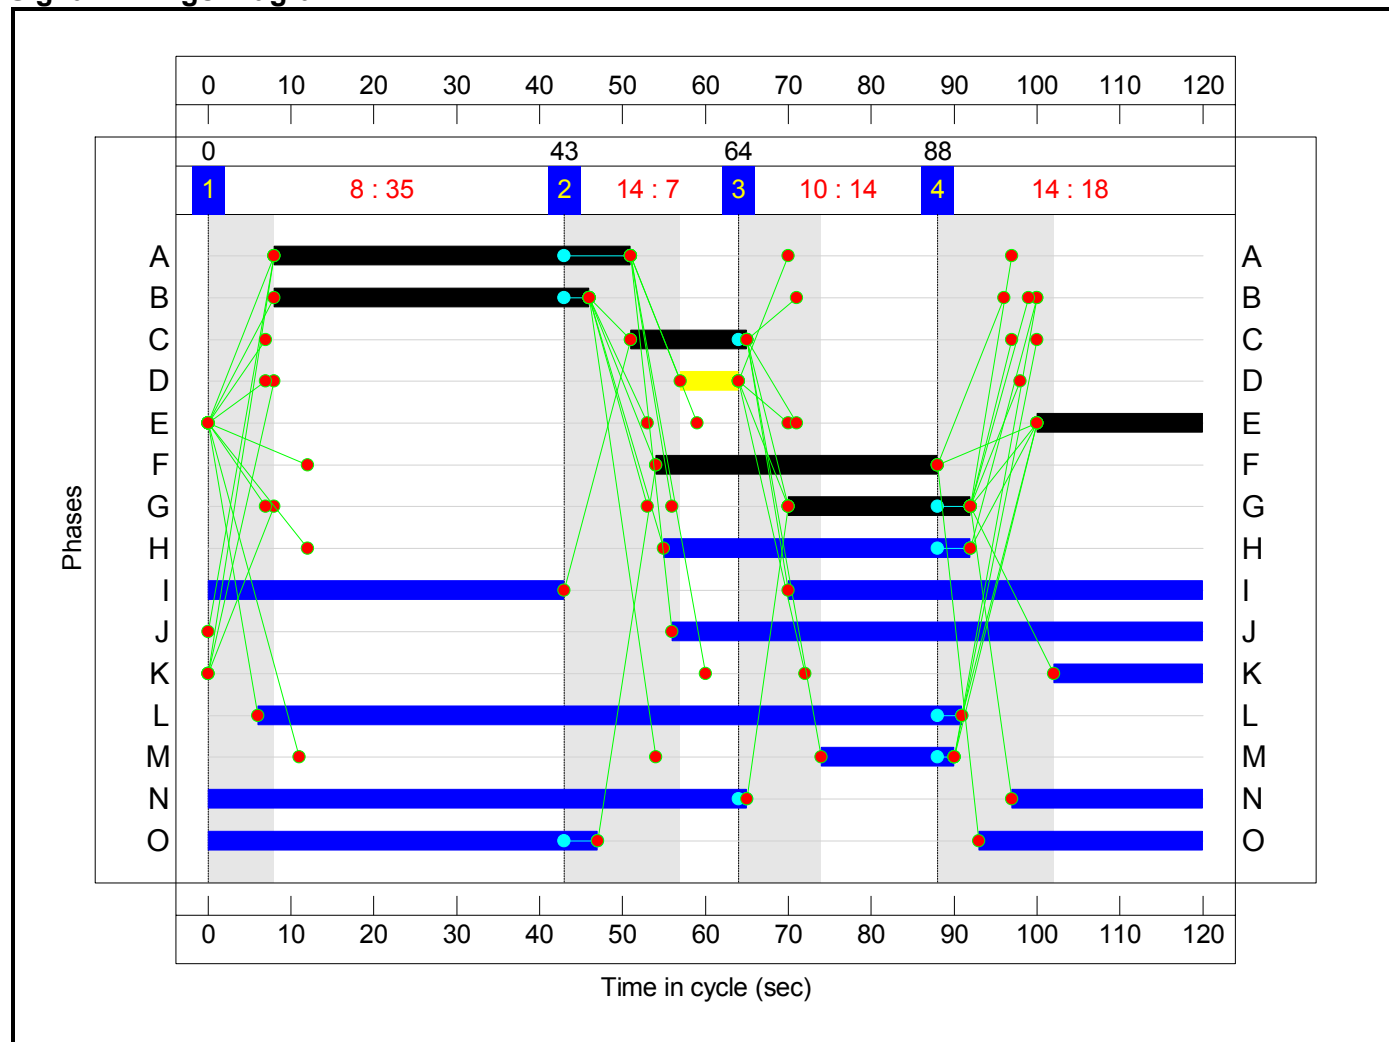 0 10 20 30 40 50 60 70 80 90 100 110 120
0 43 64 88
1 8 : 35 2 14 : 7 3 10 : 14 4 14 : 18
A A
B B
C C
D D
E E
F F
G G
H H
I I
J J
K K
L L
M M
N N
O O
Phases
0 10 20 30 40 50 60 70 80 90 100 110 120
Time in cycle (sec)